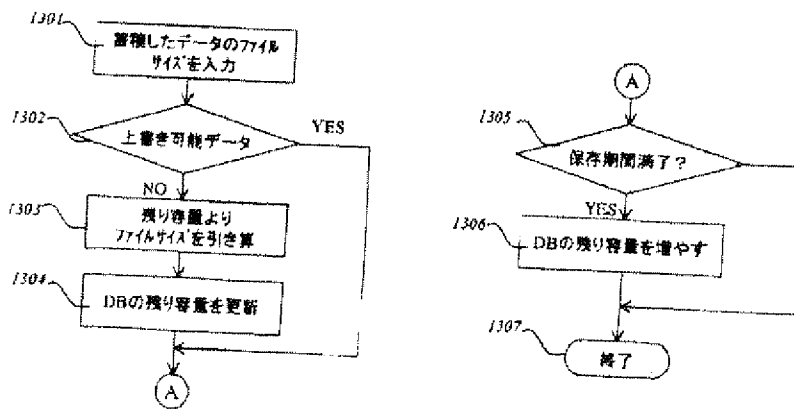 1301
蓄積したデータのファイル
サイズを入力
1302
上書き可能データ
YES
NO
1303
残り容量より
ファイルサイズを引き算
1304
DBの残り容量を更新
A
A
1305
保存期間満了?
YES
1306
DBの残り容量を増やす
1307
終了